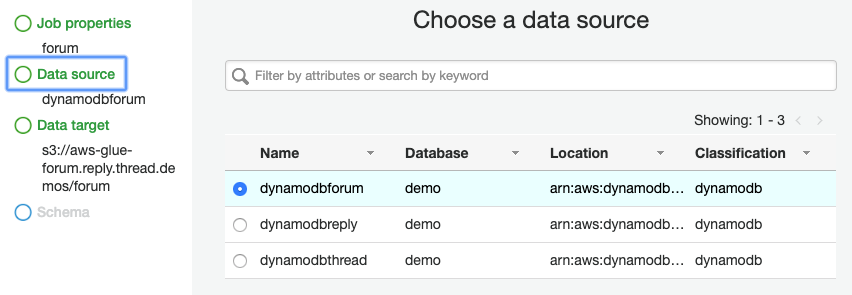 Job properties
forum
Data source
dynamodbforum
Data target
s3://aws-glue-
forum.reply.thread.de
mos/forum
Schema
Choose a data source
Filter by attributes or search by keyword
Showing: 1 - 3
Name Database Location Classification
dynamodbforum demo arn:aws:dynamodb… dynamodb
dynamodbreply demo arn:aws:dynamodb… dynamodb
dynamodbthread demo arn:aws:dynamodb… dynamodb